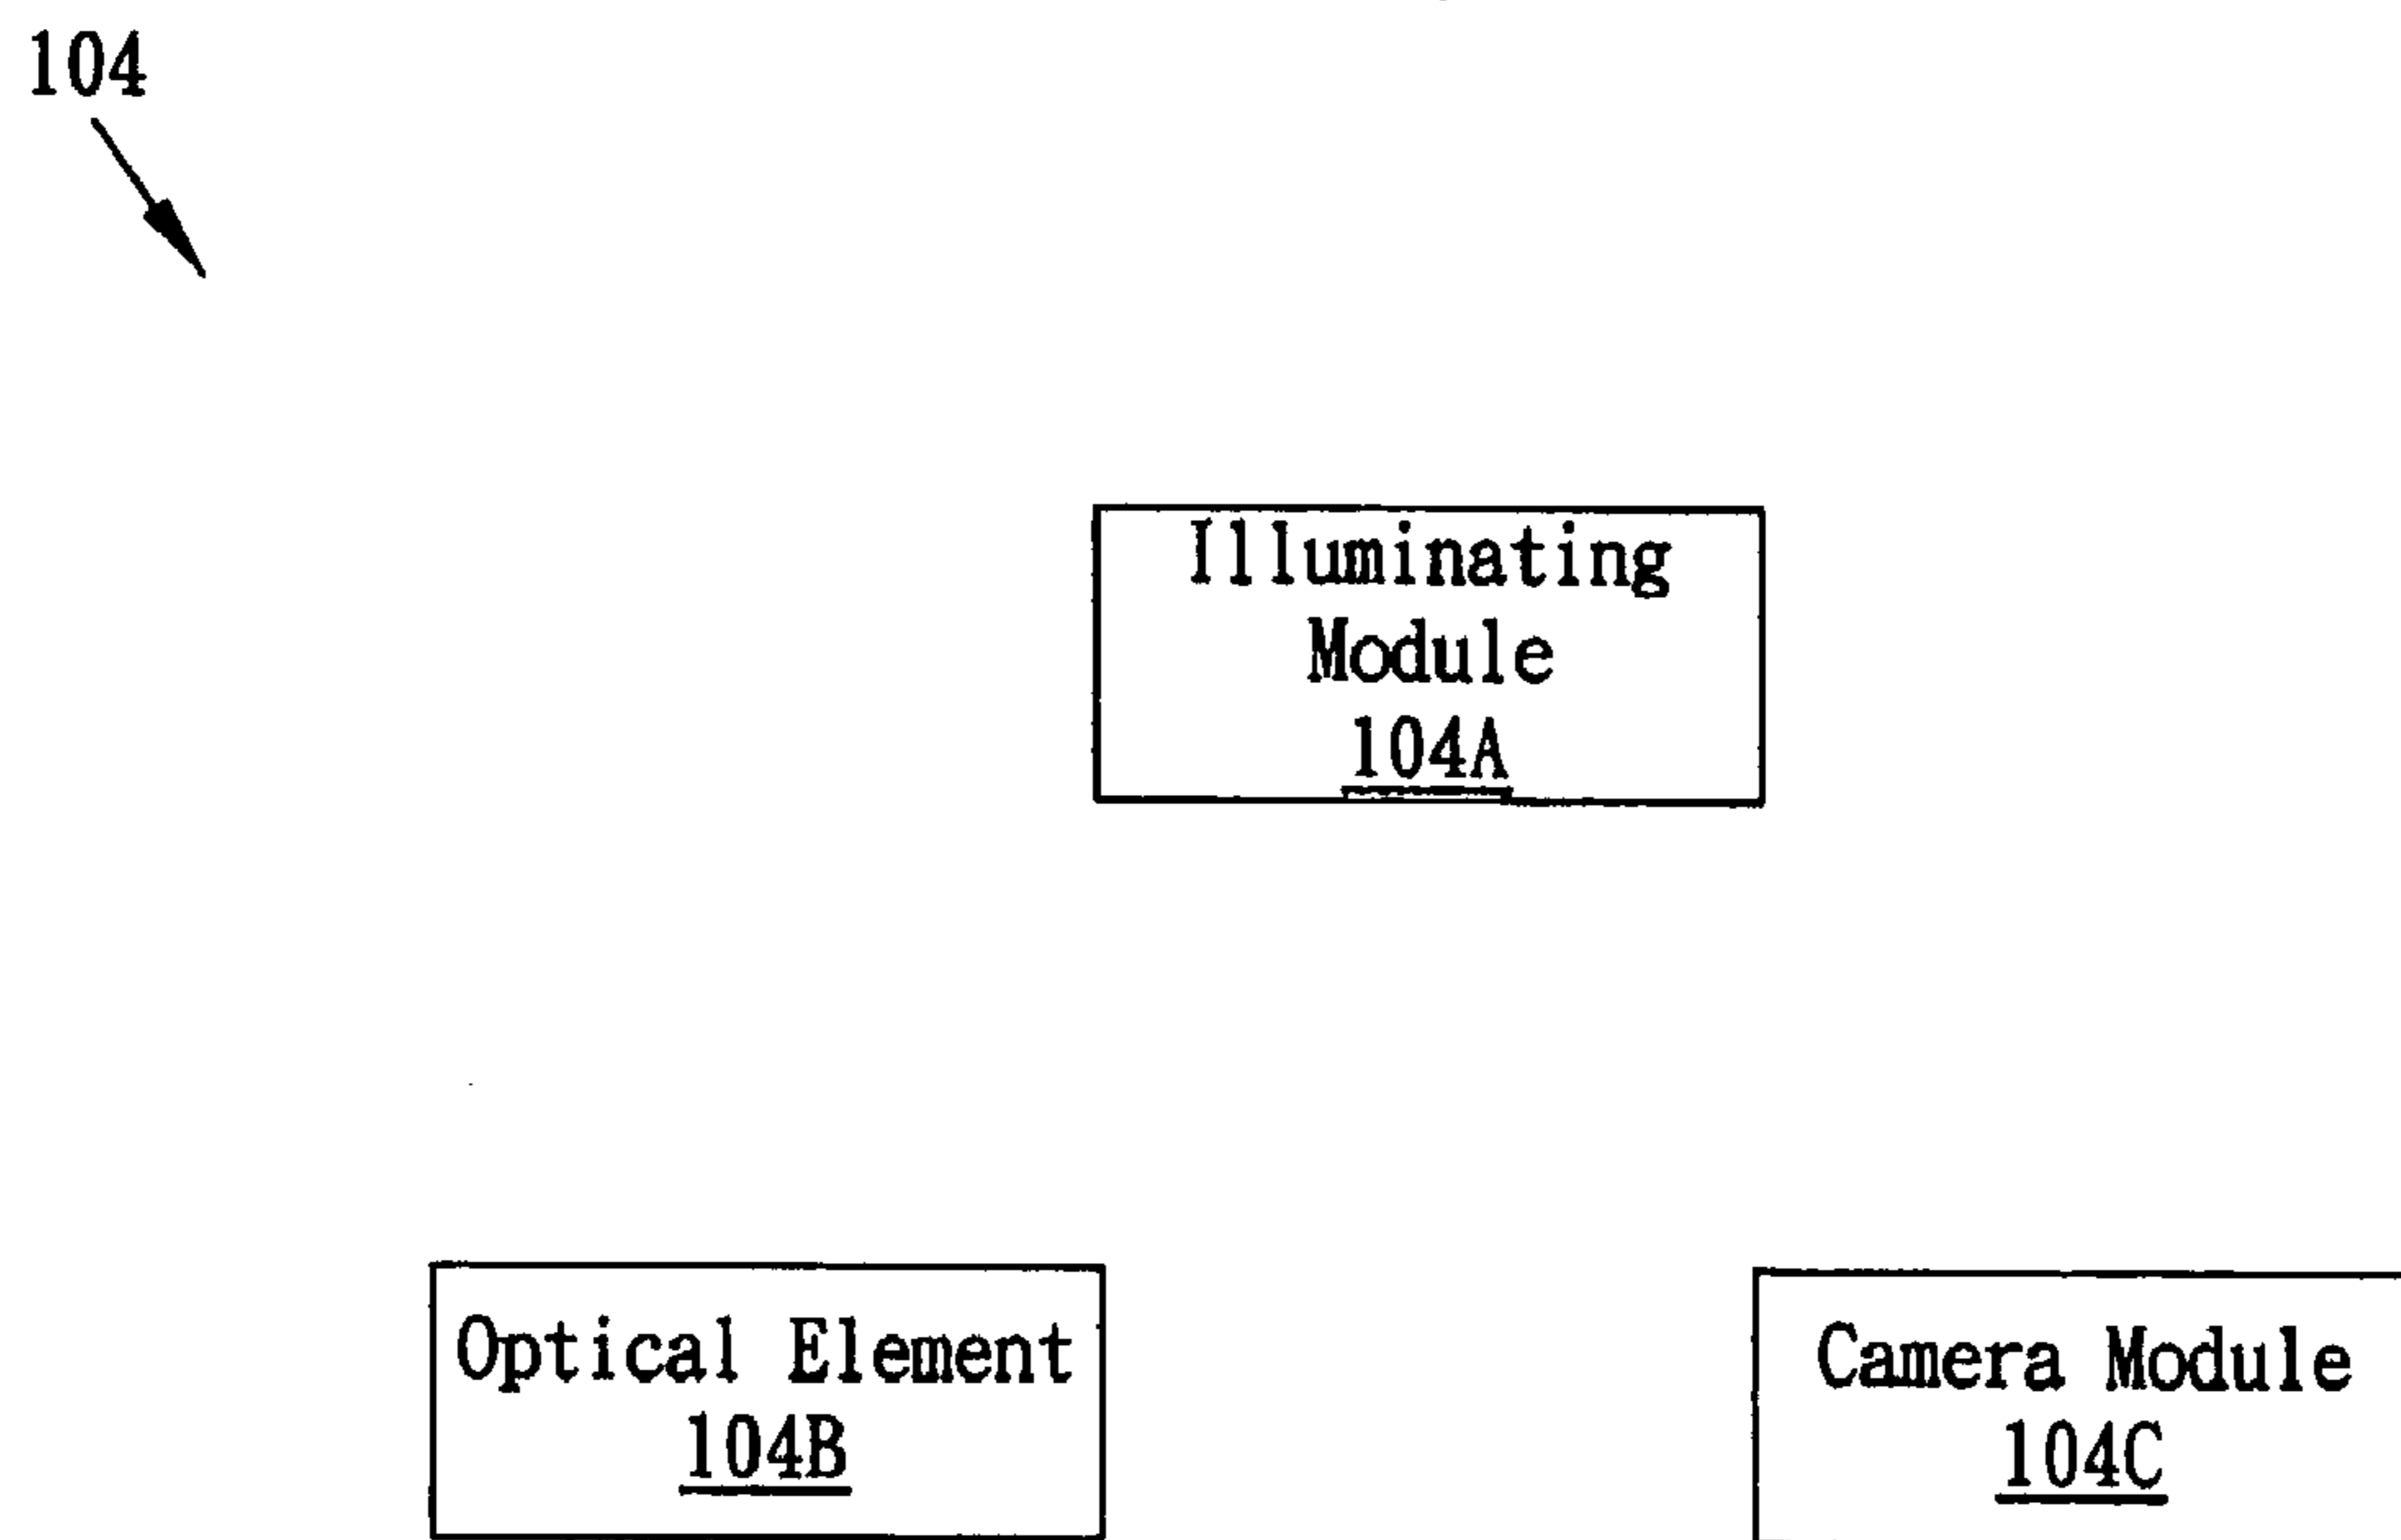 104
Illuminating
Module
104A
Optical Element
104B
Camera Module
104C